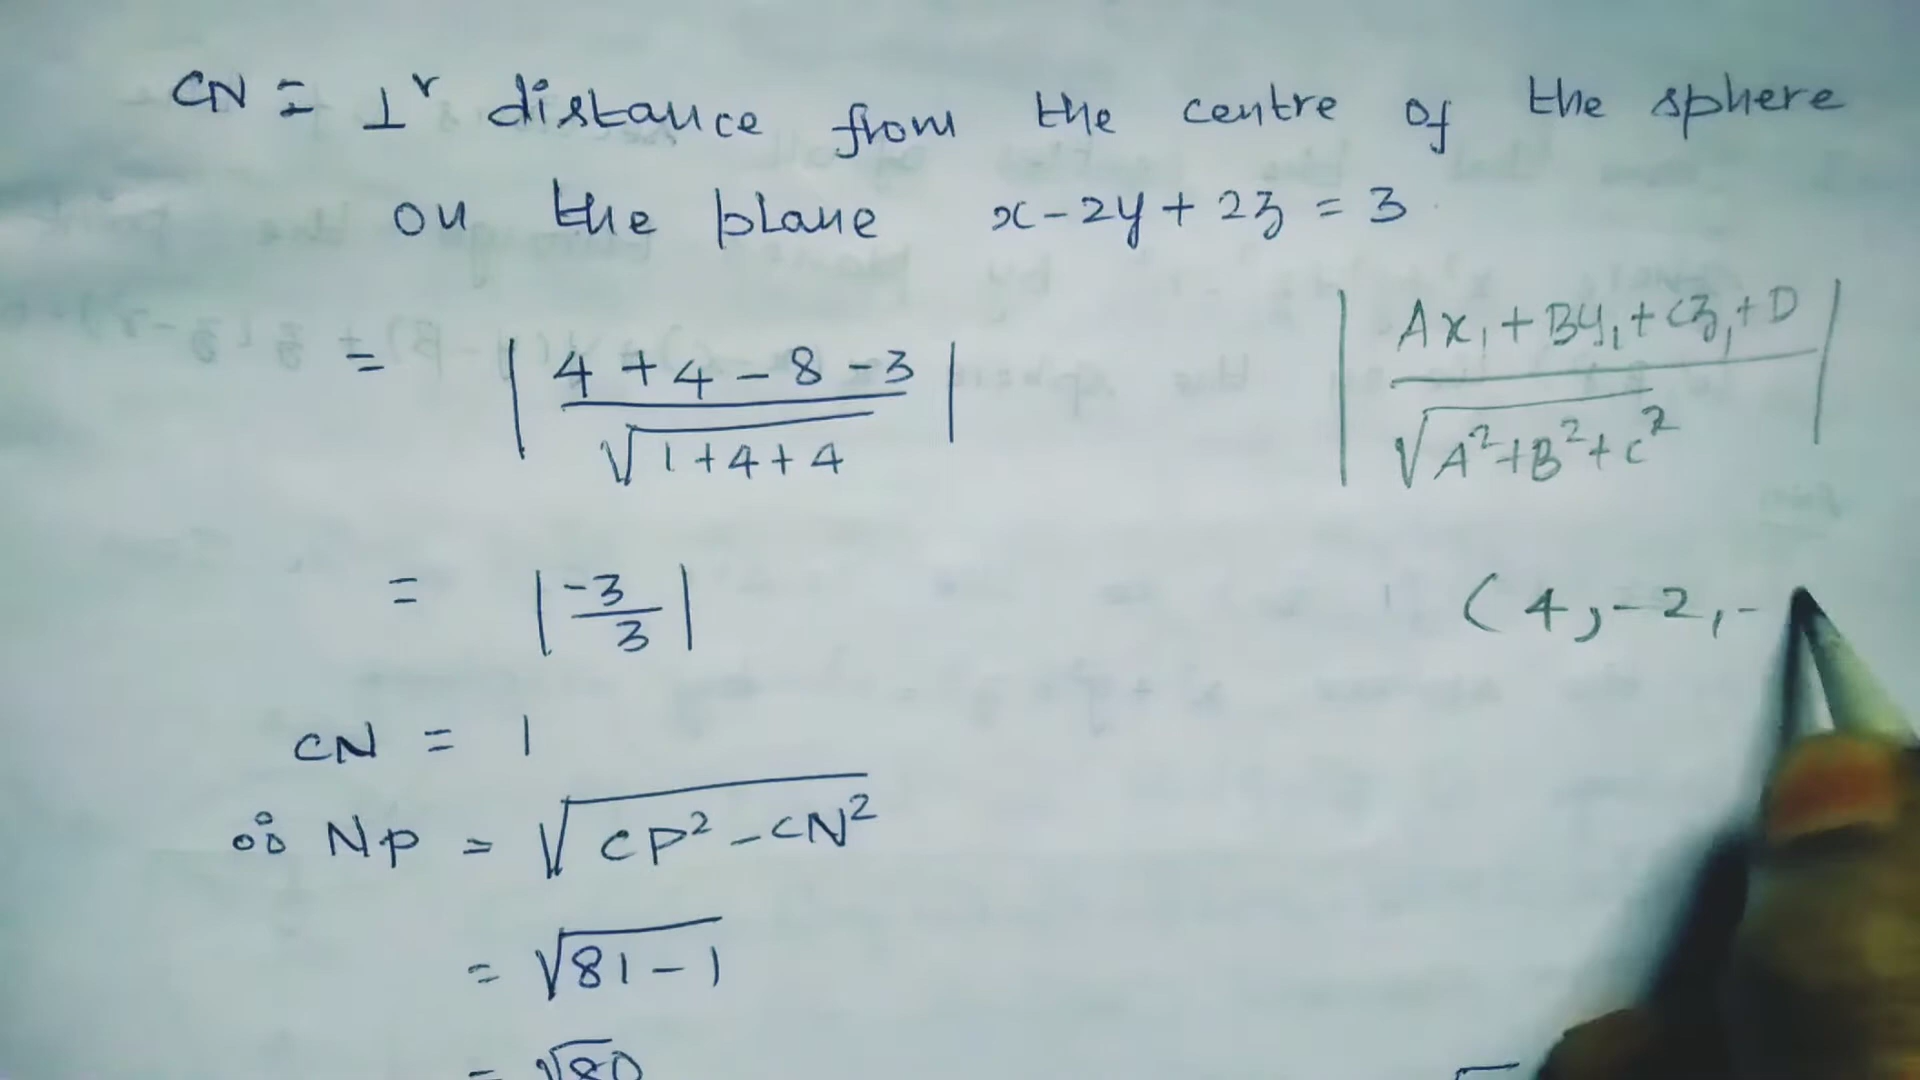 CN = ⊥r distance from the centre of the sphere
on the plane x - 2y + 2z = 3
= | 4 + 4 - 8 - 3 / √1 + 4 + 4 |
| Ax₁ + By₁ + Cz₁ + D / √A² + B² + C² |
= | -3 / 3 |
(4, -2, -
CN = 1
∴ NP = √CP² - CN²
= √81 - 1
= √80